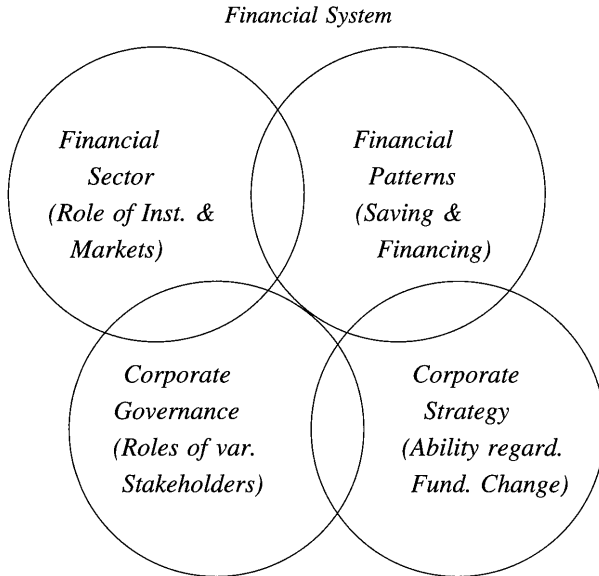 Financial System
Financial
Sector
(Role of Inst. &
Markets)
Financial
Patterns
(Saving &
Financing)
Corporate
Governance
(Roles of var.
Stakeholders)
Corporate
Strategy
(Ability regard.
Fund. Change)